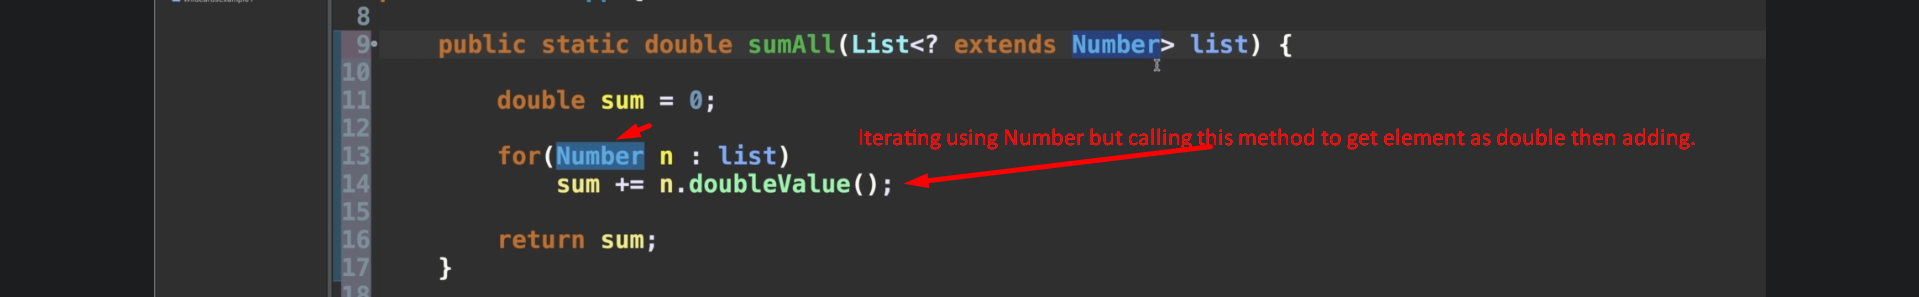 8
9 public static double sumAll(List<? extends Number> list) {
10
11 double sum = 0;
12
Iterating using Number but calling this method to get element as double then adding.
13 for(Number n : list)
14 sum += n.doubleValue();
15
16 return sum;
17 }
18